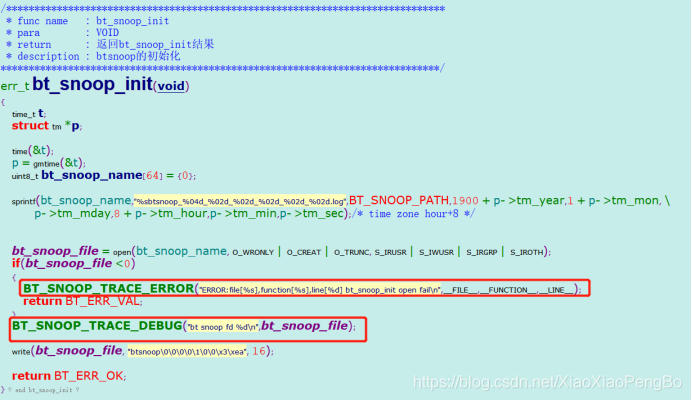 /*******************************************************************************
* func name : bt_snoop_init
* para : VOID
* return : 返回bt_snoop_init结果
* description : btsnoop的初始化
*******************************************************************************/
err_t bt_snoop_init(void)
{
time_t t;
struct tm *p;
time(&t);
p = gmtime(&t);
uint8_t bt_snoop_name[64] = {0};
sprintf(bt_snoop_name,"%sbtsnoop_%04d_%02d_%02d_%02d_%02d_%02d.log",BT_SNOOP_PATH,1900 + p->tm_year,1 + p->tm_mon, \
p->tm_mday,8 + p->tm_hour,p->tm_min,p->tm_sec);/* time zone hour+8 */
bt_snoop_file = open(bt_snoop_name, O_WRONLY | O_CREAT | O_TRUNC, S_IRUSR | S_IWUSR | S_IRGRP | S_IROTH);
if(bt_snoop_file <0)
{
BT_SNOOP_TRACE_ERROR("ERROR:file[%s],function[%s],line[%d] bt_snoop_init open fail\n",__FILE__,__FUNCTION__,__LINE__);
return BT_ERR_VAL;
}
BT_SNOOP_TRACE_DEBUG("bt snoop fd %d\n",bt_snoop_file);
write(bt_snoop_file, "btsnoop\0\0\0\0\1\0\0\x3\xea", 16);
return BT_ERR_OK;
} ? end bt_snoop_init ?
https://blog.csdn.net/XiaoXiaoPengBo